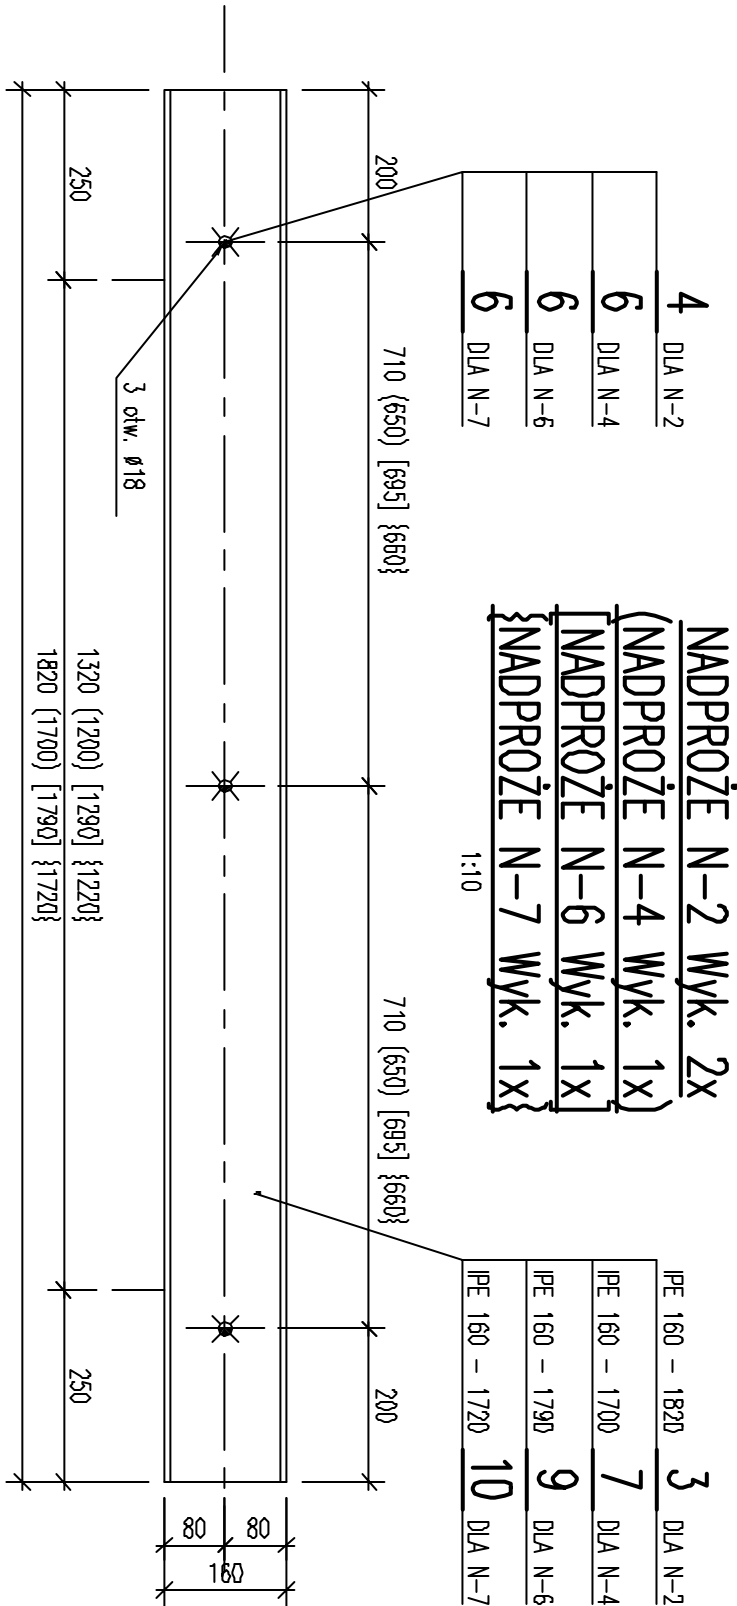 NADPROŻE N-2 Wyk. 2x
(NADPROŻE N-4 Wyk. 1x)
[NADPROŻE N-6 Wyk. 1x]
{NADPROŻE N-7 Wyk. 1x}
1:10
4 DLA N-2
6 DLA N-4
6 DLA N-6
6 DLA N-7
IPE 160 - 1820 3 DLA N-2
IPE 160 - 1700 7 DLA N-4
IPE 160 - 1790 9 DLA N-6
IPE 160 - 1720 10 DLA N-7
200
710 (650) [695] {660}
710 (650) [695] {660}
200
3 otw. ø18
80
80
160
250
1320 (1200) [1290] {1220}
250
1820 (1700) [1790] {1720}